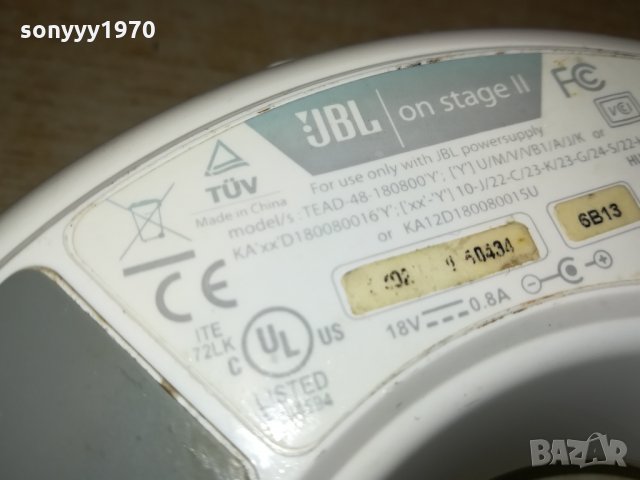 sonyyy1970
JBL on stage II
FC
TÜV
Made in China
For use only with JBL powersupply
model/s : TEAD-48-180800'Y'; ['Y'] U/M/V/VB1/A/J/K or
KA'xx'D180080016'Y'; ['xx'-'Y'] 10-J/22-C/23-K/23-G/24-S/22-
or KA12D180080015U
6B13
CE
18V 0.8A
ITE
72LK
C UL US
LISTED
BAZAR